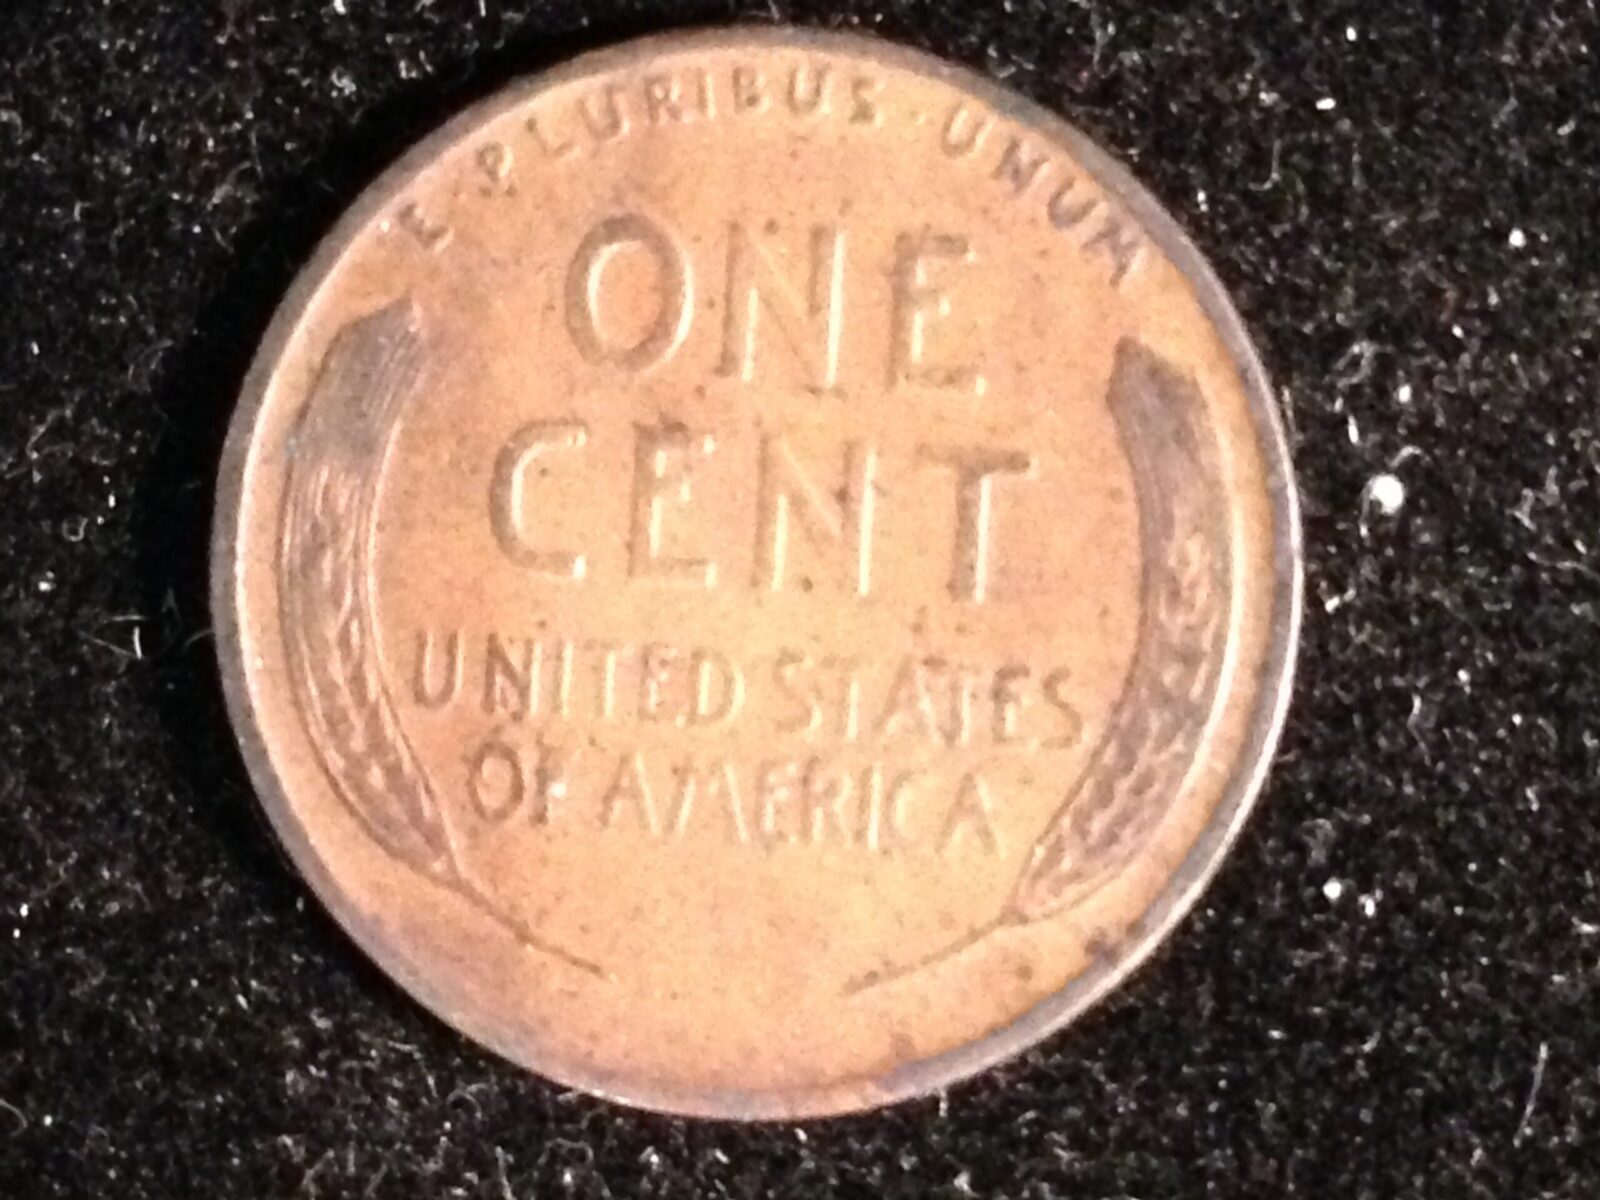 E · PLURIBUS · UNUM
ONE
CENT
UNITED STATES
OF AMERICA